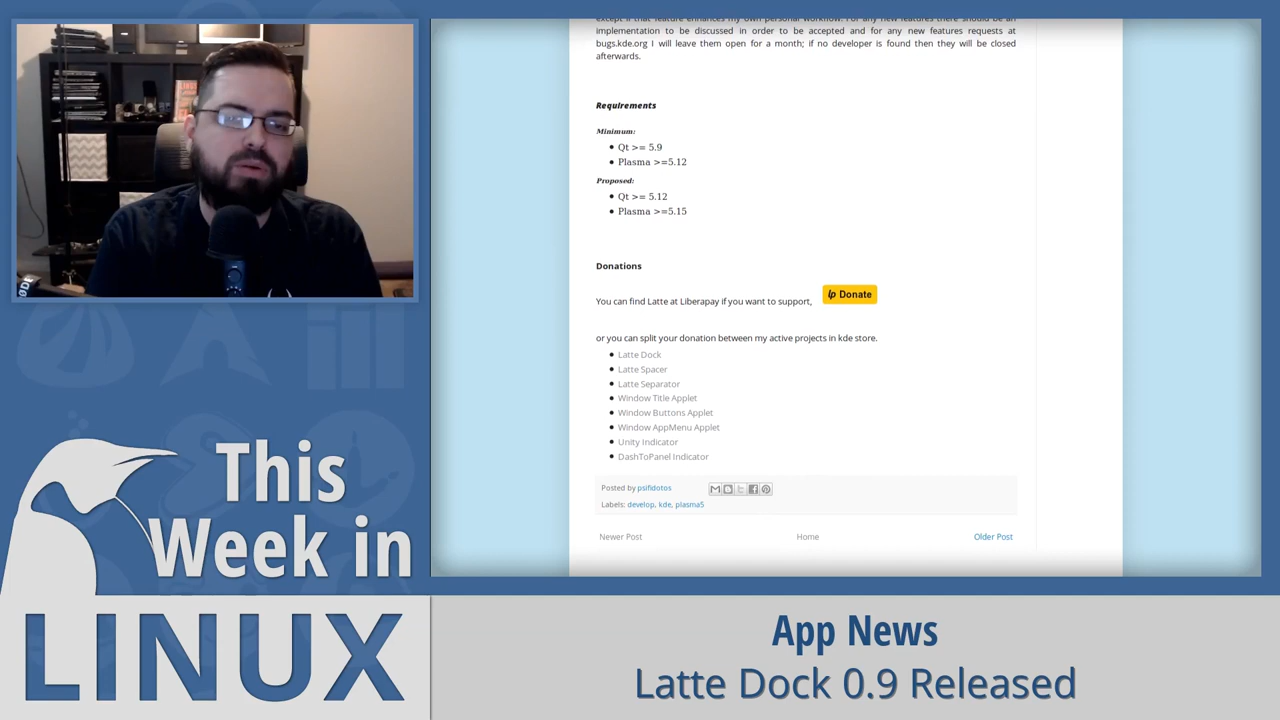 except if that feature enhances my own personal workflow. For any new features there should be an
implementation to be discussed in order to be accepted and for any new features requests at
bugs.kde.org I will leave them open for a month; if no developer is found then they will be closed
afterwards.
Requirements
Minimum:
Qt >= 5.9
Plasma >=5.12
Proposed:
Qt >= 5.12
Plasma >=5.15
Donations
You can find Latte at Liberapay if you want to support,
lp Donate
or you can split your donation between my active projects in kde store.
Latte Dock
Latte Spacer
Latte Separator
Window Title Applet
Window Buttons Applet
Window AppMenu Applet
Unity Indicator
DashToPanel Indicator
Posted by psifidotos
Labels: develop, kde, plasma5
Newer Post Home Older Post
This
Week in
LINUX
App News
Latte Dock 0.9 Released